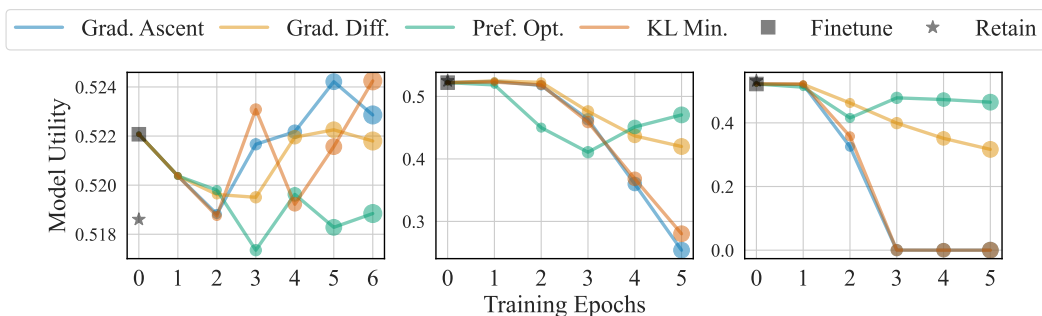 Grad. Ascent Grad. Diff. Pref. Opt. KL Min. Finetune Retain
Model Utility
0.524
0.522
0.520
0.518
0 1 2 3 4 5 6
0.5
0.4
0.3
0 1 2 3 4 5
0.4
0.2
0.0
0 1 2 3 4 5
Training Epochs